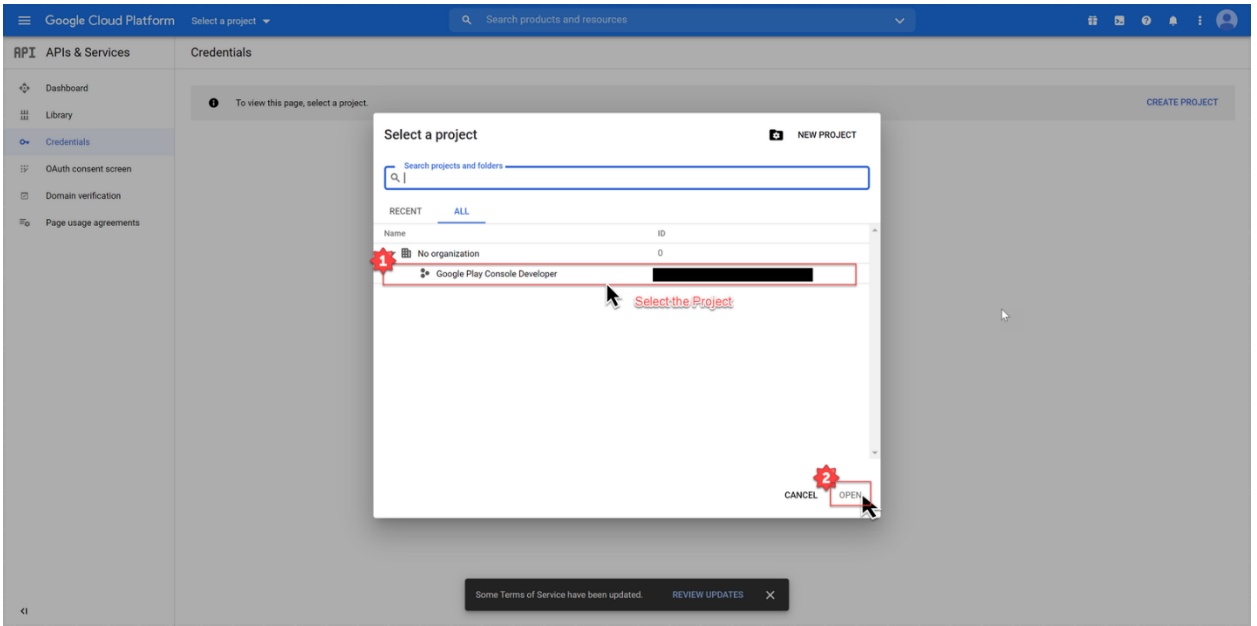 Google Cloud Platform Select a project Search products and resources
API APIs & Services Credentials
Dashboard
Library
Credentials
OAuth consent screen
Domain verification
Page usage agreements
To view this page, select a project. CREATE PROJECT
Select a project NEW PROJECT
Search projects and folders
RECENT ALL
Name ID
No organization 0
1
Google Play Console Developer
Select the Project
2
CANCEL OPEN
Some Terms of Service have been updated. REVIEW UPDATES